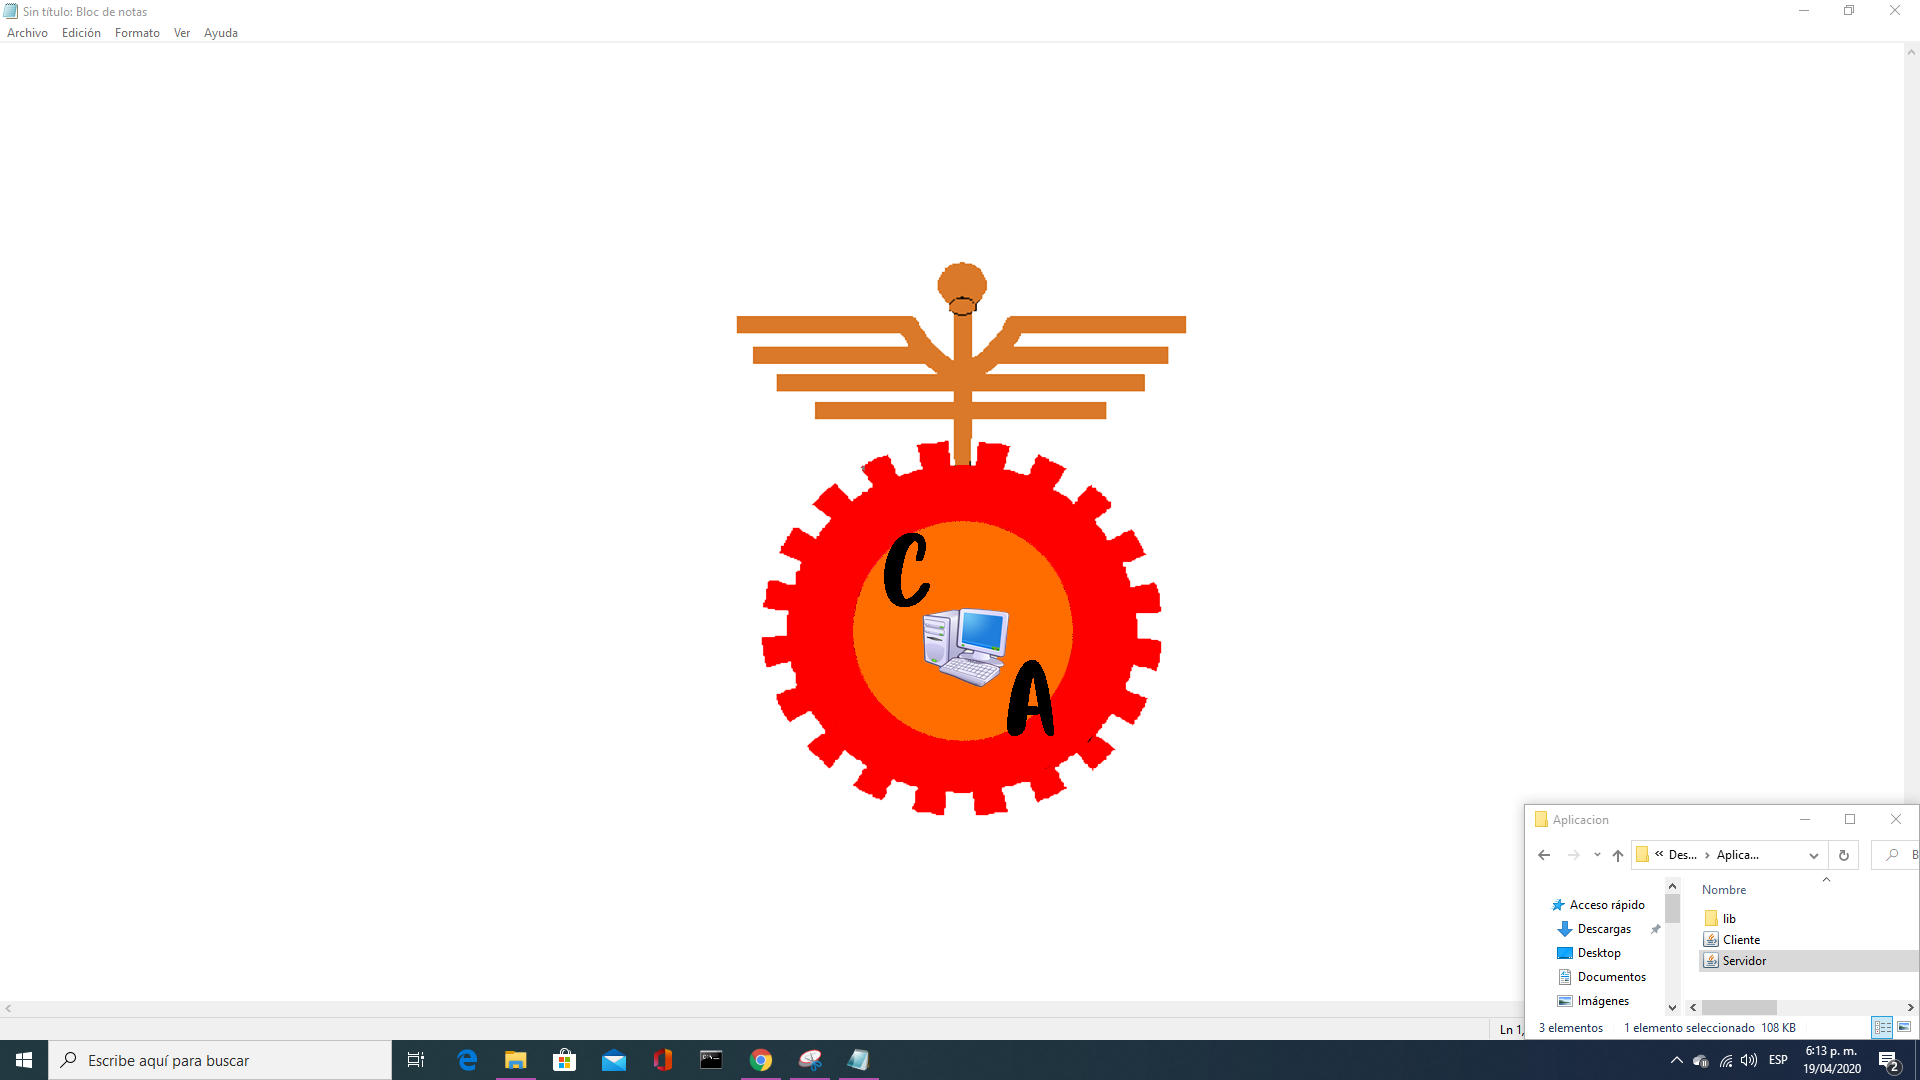 Sin título: Bloc de notas
Archivo Edición Formato Ver Ayuda
C
A
Aplicacion
« Des... › Aplica...
B
Nombre
Acceso rápido
Descargas
Desktop
Documentos
Imágenes
lib
Cliente
Servidor
3 elementos 1 elemento seleccionado 108 KB
Ln 1,
Escribe aquí para buscar
ESP
6:13 p. m.
19/04/2020
2